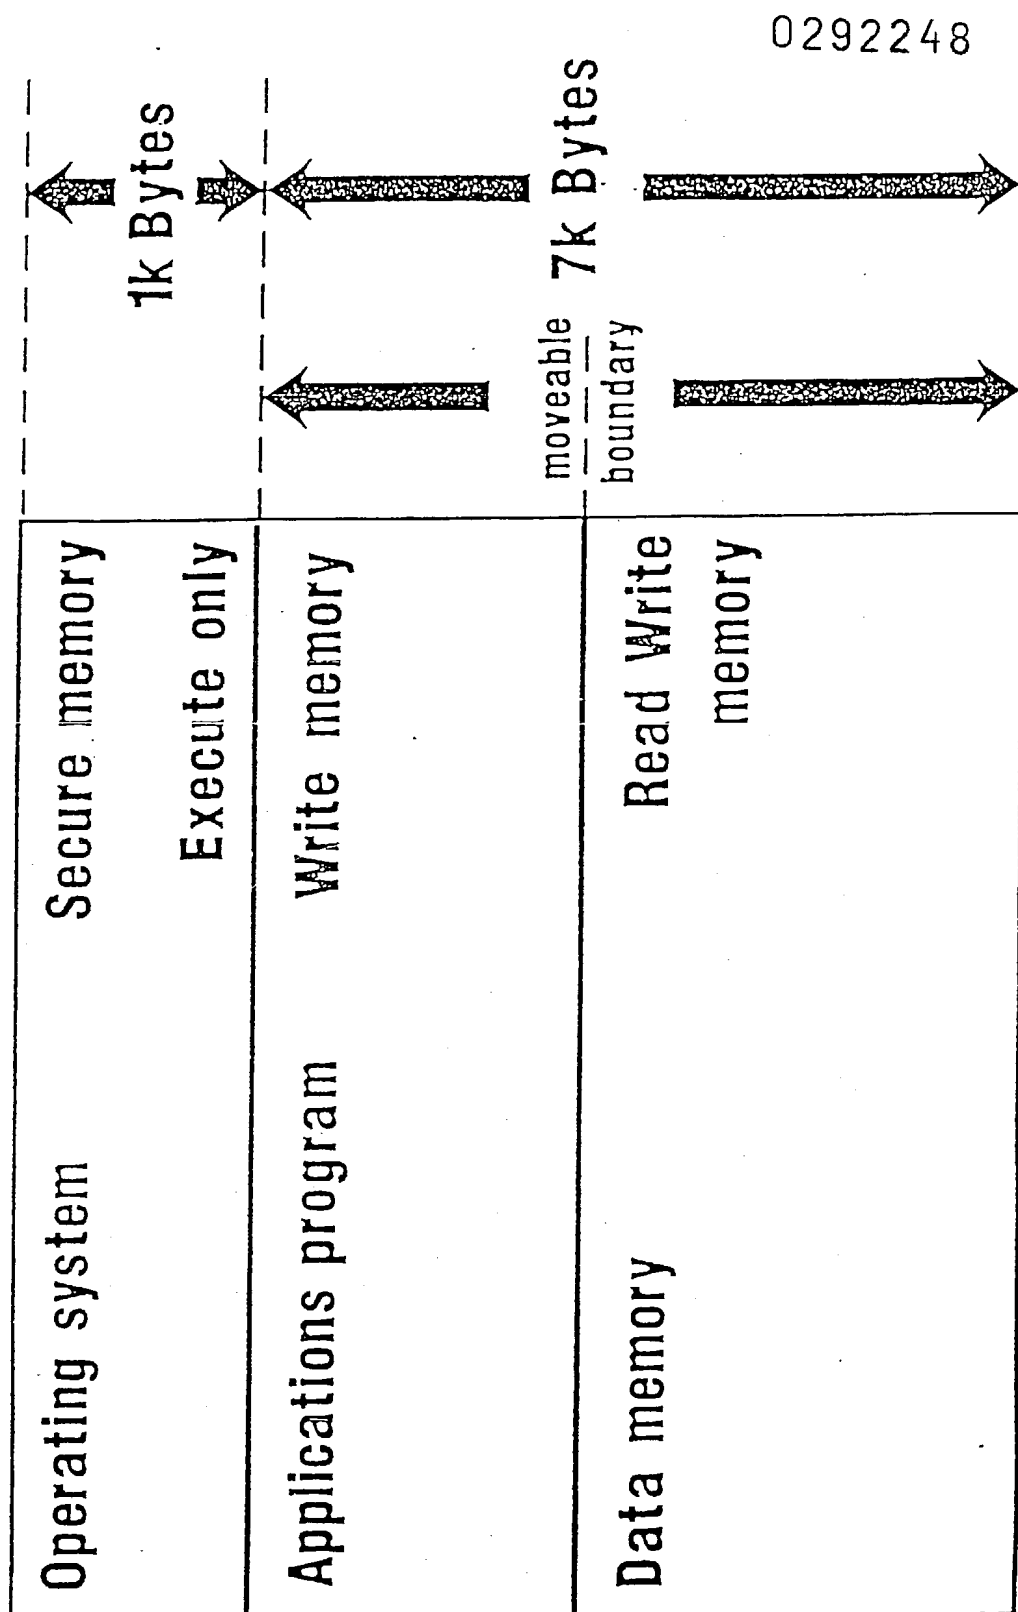 0292248
Operating system
Secure memory
Execute only
1k Bytes
Applications program
Write memory
moveable
boundary
7k Bytes
Data memory
Read Write
memory